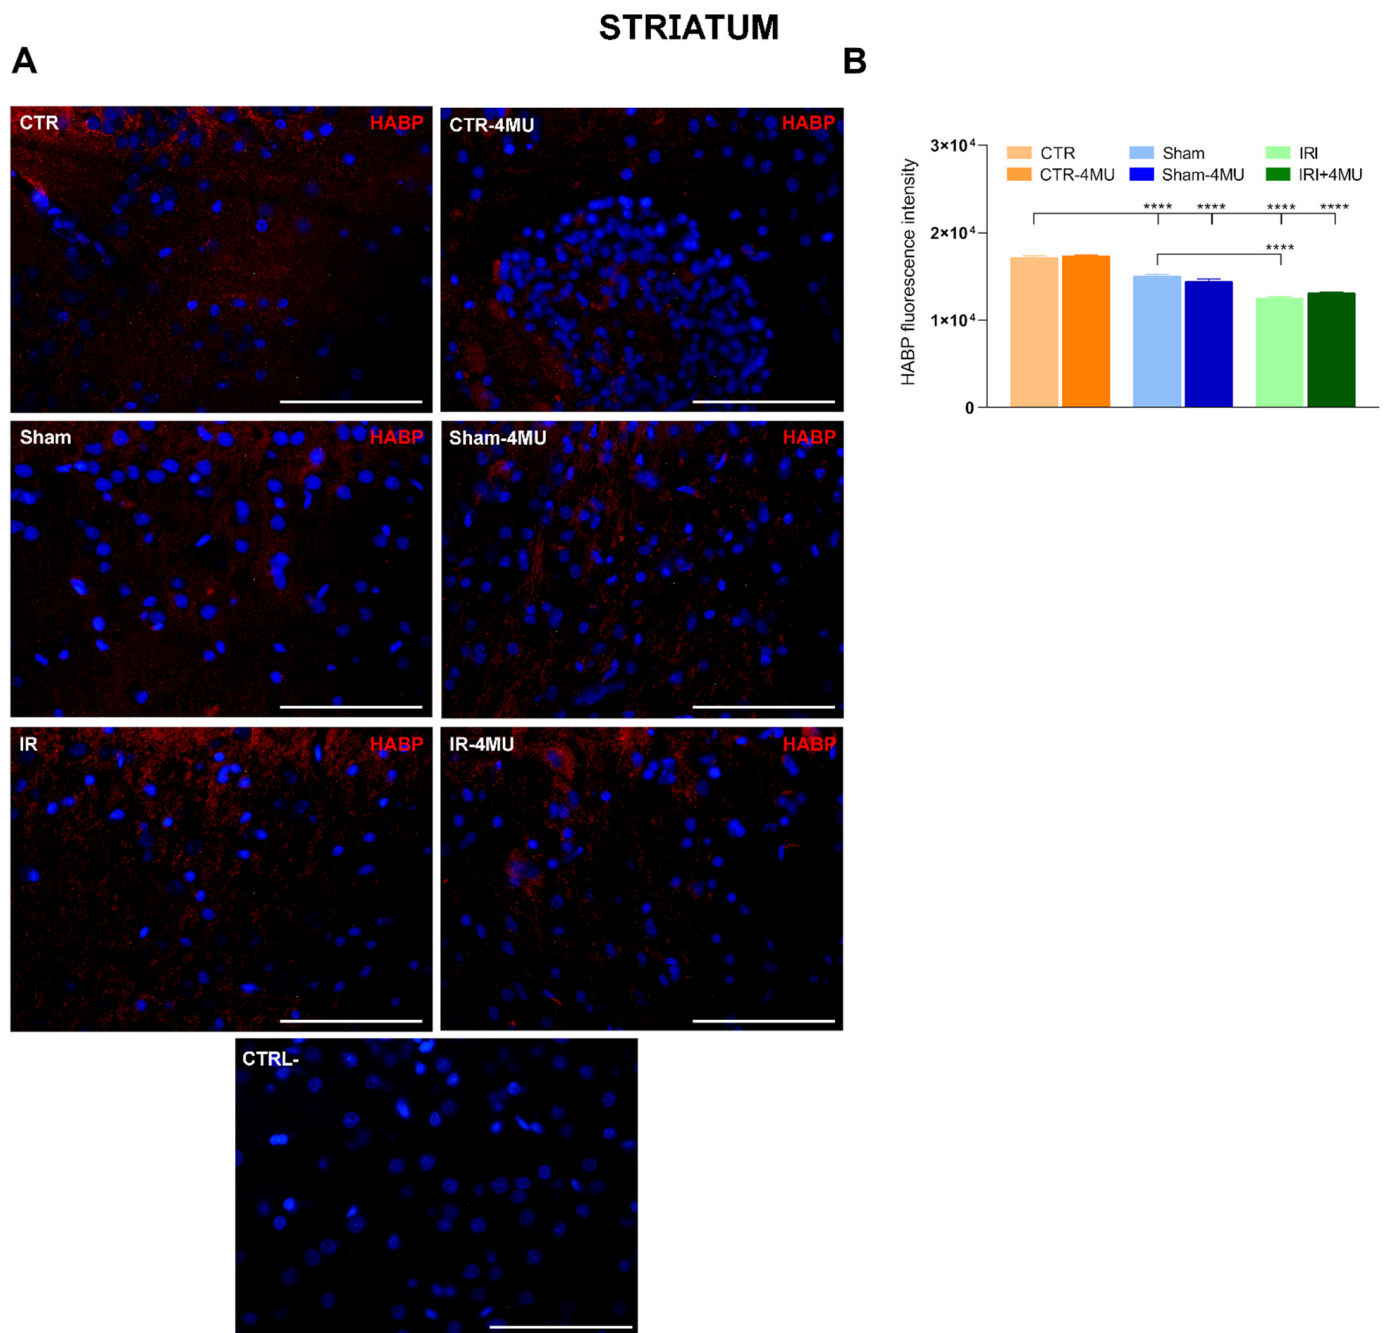 STRIATUM
A
B
CTR HABP
CTR-4MU HABP
Sham HABP
Sham-4MU HABP
IR HABP
IR-4MU HABP
CTRL-
HABP fluorescence intensity
3×10⁴
2×10⁴
1×10⁴
0
CTR Sham IRI
CTR-4MU Sham-4MU IRI+4MU
**** **** **** ****
****